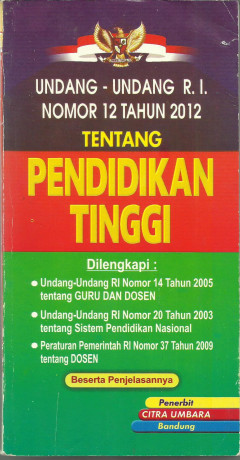 UNDANG - UNDANG R. I.
NOMOR 12 TAHUN 2012
TENTANG
PENDIDIKAN
TINGGI
Dilengkapi :
Undang-Undang RI Nomor 14 Tahun 2005
tentang GURU DAN DOSEN
Undang-Undang RI Nomor 20 Tahun 2003
tentang Sistem Pendidikan Nasional
Peraturan Pemerintah RI Nomor 37 Tahun 2009
tentang DOSEN
Beserta Penjelasannya
Penerbit
CITRA UMBARA
Bandung